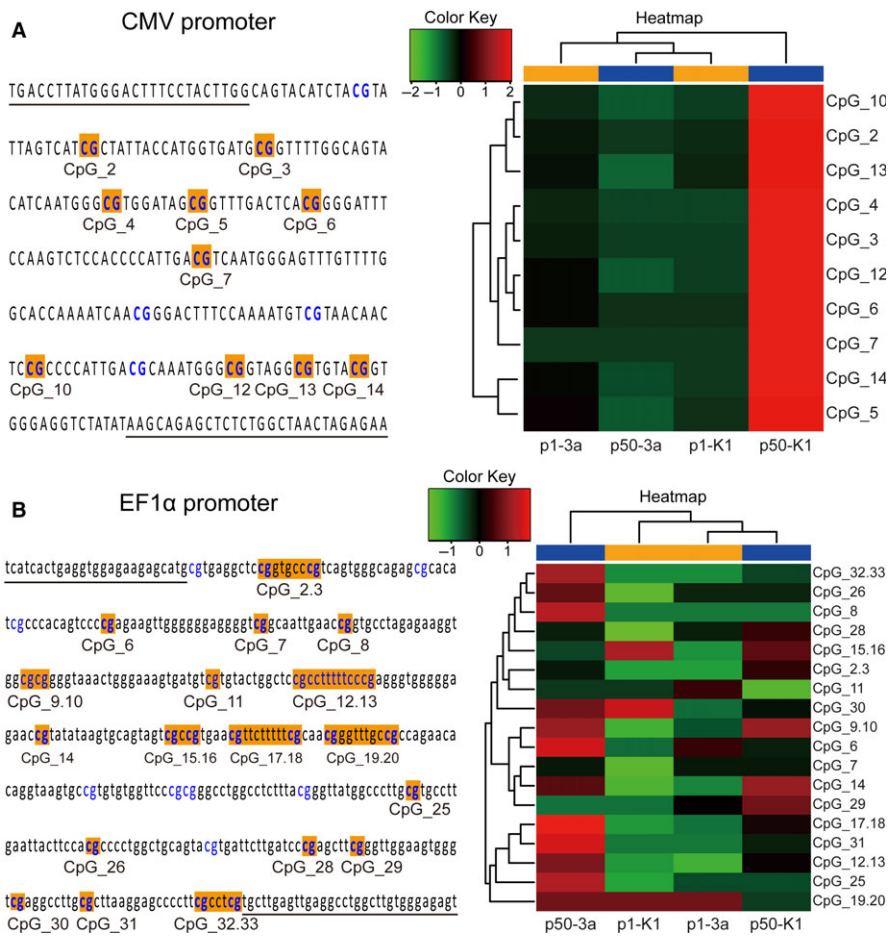 A
CMV promoter
TGACCTTATGGGACTTTCCTACTTGGCAGTACATCTACGTA
TTAGTCATCGCTATTACCATGGTGATGCGGTTTTGGCAGTA
CpG_2 CpG_3
CATCAATGGGCGTGGATAGCGGTTTGACTCACGGGGATTT
CpG_4 CpG_5 CpG_6
CCAAGTCTCCACCCCATTGACGTCAATGGGAGTTTGTTTTG
CpG_7
GCACCAAAATCAACGGGACTTTCCAAAATGTCGTAACAAC
TCCGCCCCATTGACGCAAATGGGCGGTAGGCGTGTACGGT
CpG_10 CpG_12 CpG_13 CpG_14
GGGAGGTCTATATAAGCAGAGCTCTCTGGCTAACTAGAGAA
Color Key
−2 −1 0 1 2
Heatmap
CpG_10
CpG_2
CpG_13
CpG_4
CpG_3
CpG_12
CpG_6
CpG_7
CpG_14
CpG_5
p1-3a p50-3a p1-K1 p50-K1
B
EF1α promoter
tcatcactgaggtggagaagagcatgcgtgaggctccggtgcccgtcagtgggcagagcgcaca
CpG_2.3
tcgcccacagtccccgagaagttggggggaggggtcggcaattgaaccggtgcctagagaaggt
CpG_6 CpG_7 CpG_8
ggcgcggggtaaactgggaaagtgatgtcgtgtactggctccgcctttttcccgagggtggggga
CpG_9.10 CpG_11 CpG_12.13
gaaccgtatataagtgcagtagtcgccgtgaacgttctttttcgcaacgggtttgccgccagaaca
CpG_14 CpG_15.16 CpG_17.18 CpG_19.20
caggtaagtgccgtgtgtggttcccgcgggcctggcctctttacgggttatggcccttgcgtgcctt
CpG_25
gaattacttccacgcccctggctgcagtacgtgattcttgatcccgagcttcgggttggaagtggg
CpG_26 CpG_28 CpG_29
tcgaggccttgcgcttaaggagccccttcgcctcgtgcttgagttgaggcctggcttgtgggagagt
CpG_30 CpG_31 CpG_32.33
Color Key
−1 0 1
Heatmap
CpG_32.33
CpG_26
CpG_8
CpG_28
CpG_15.16
CpG_2.3
CpG_11
CpG_30
CpG_9.10
CpG_6
CpG_7
CpG_14
CpG_29
CpG_17.18
CpG_31
CpG_12.13
CpG_25
CpG_19.20
p50-3a p1-K1 p1-3a p50-K1